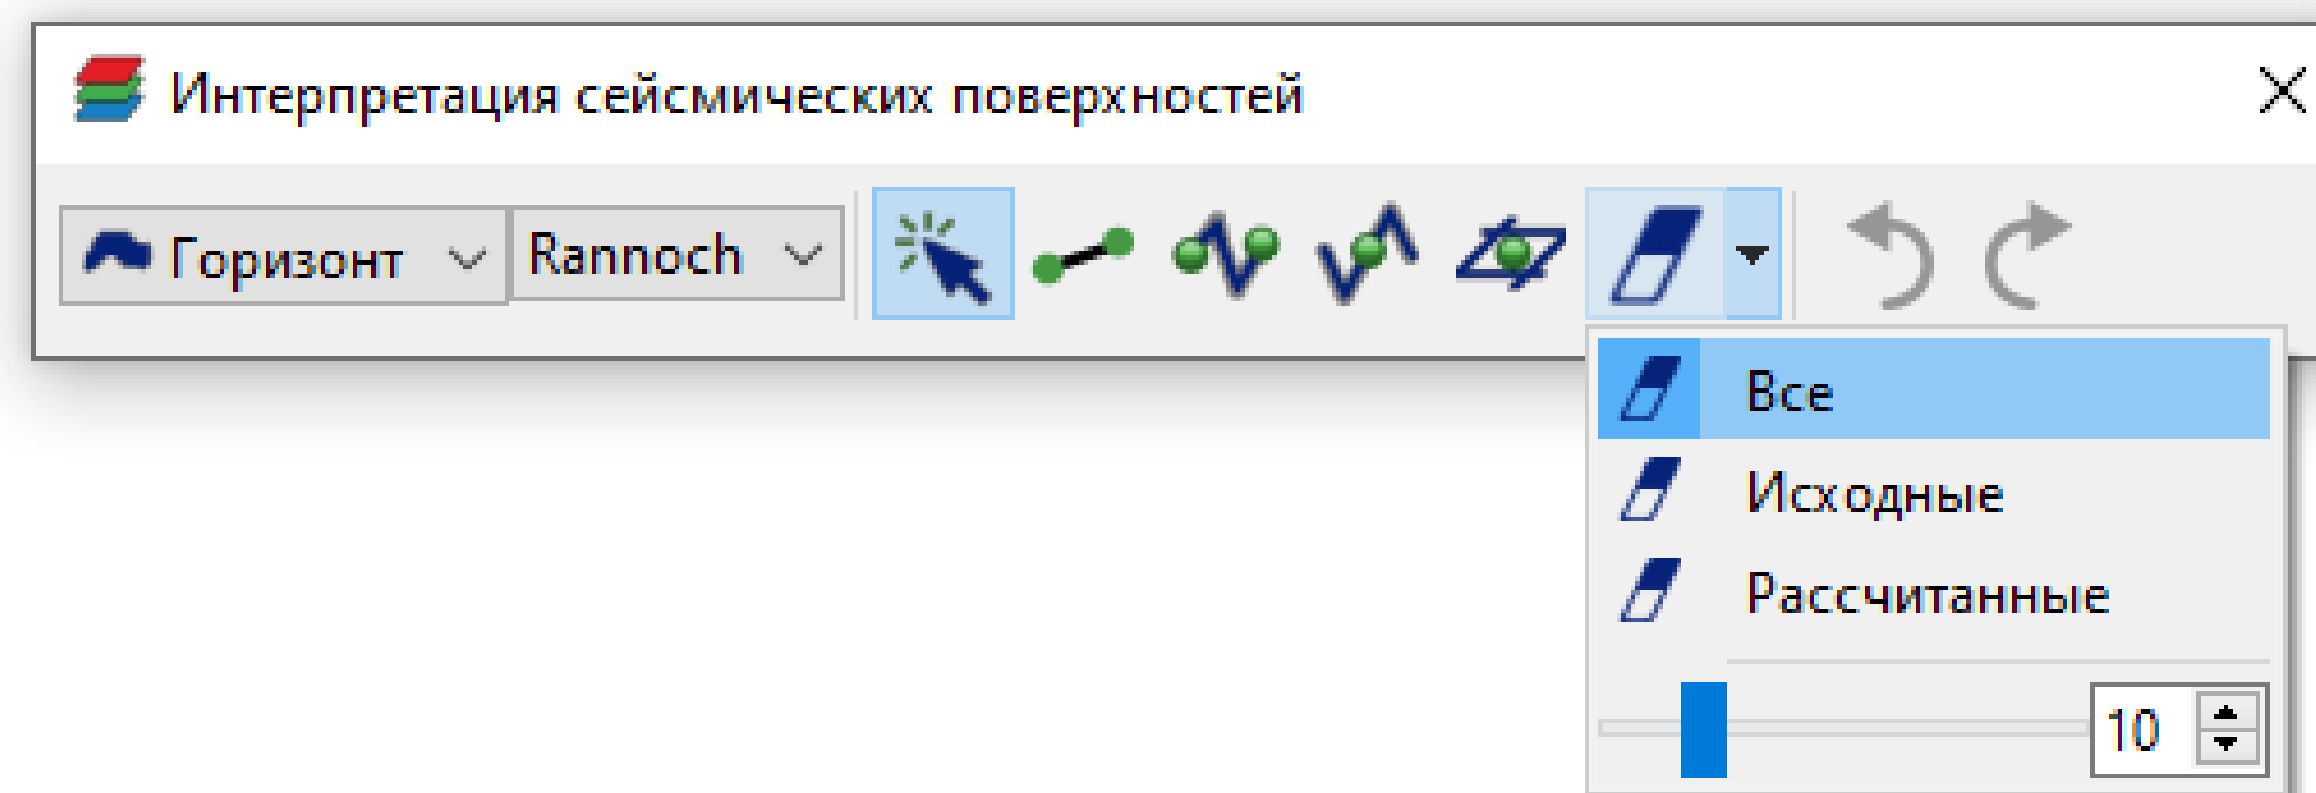 Интерпретация сейсмических поверхностей
Горизонт Rannoch
Все
Исходные
Рассчитанные
10